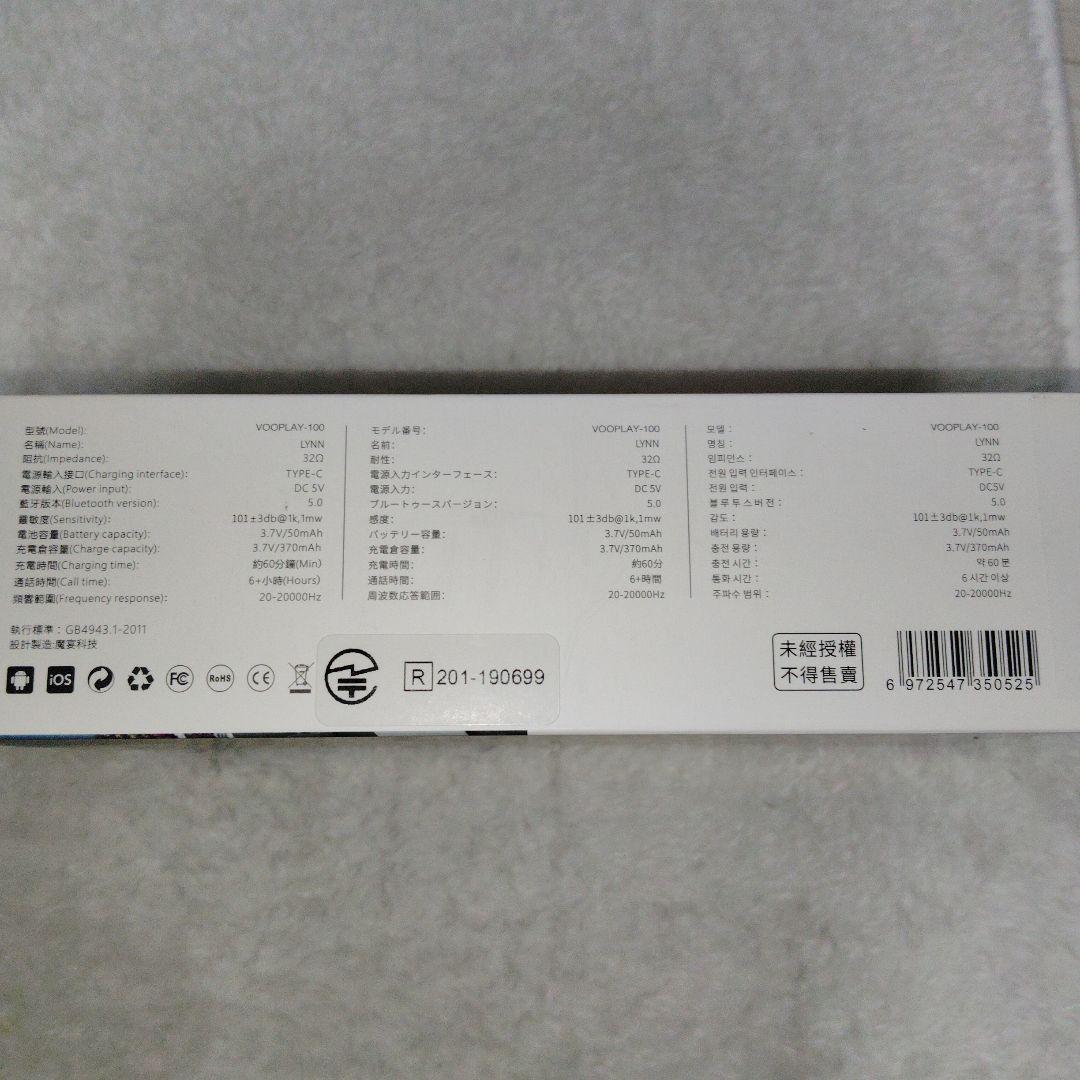 型號(Model): VOOPLAY-100
名稱(Name): LYNN
阻抗(Impedance): 32Ω
電源輸入接口(Charging interface): TYPE-C
電源輸入(Power input): DC 5V
藍牙版本(Bluetooth version): 5.0
靈敏度(Sensitivity): 101±3db@1k,1mw
電池容量(Battery capacity): 3.7V/50mAh
充電倉容量(Charge capacity): 3.7V/370mAh
充電時間(Charging time): 約60分鐘(Min)
通話時間(Call time): 6+小時(Hours)
頻響範圍(Frequency response): 20-20000Hz
モデル番号: VOOPLAY-100
名前: LYNN
耐性: 32Ω
電源入力インターフェース: TYPE-C
電源入力: DC 5V
ブルートゥースバージョン: 5.0
感度: 101±3db@1k,1mw
バッテリー容量: 3.7V/50mAh
充電倉容量: 3.7V/370mAh
充電時間: 約60分
通話時間: 6+時間
周波数応答範囲: 20-20000Hz
모델 : VOOPLAY-100
명칭 : LYNN
임피던스 : 32Ω
전원 입력 인터페이스 : TYPE-C
전원 입력 : DC5V
블루투스 버전 : 5.0
감도 : 101±3db@1k,1mw
배터리 용량 : 3.7V/50mAh
충전 용량 : 3.7V/370mAh
충전 시간 : 약 60 분
통화 시간 : 6 시간 이상
주파수 범위 : 20-20000Hz
執行標準：GB4943.1-2011
設計製造:魔宴科技
iOS FC RoHS CE
R 201-190699
未經授權
不得售賣
6 972547 350525